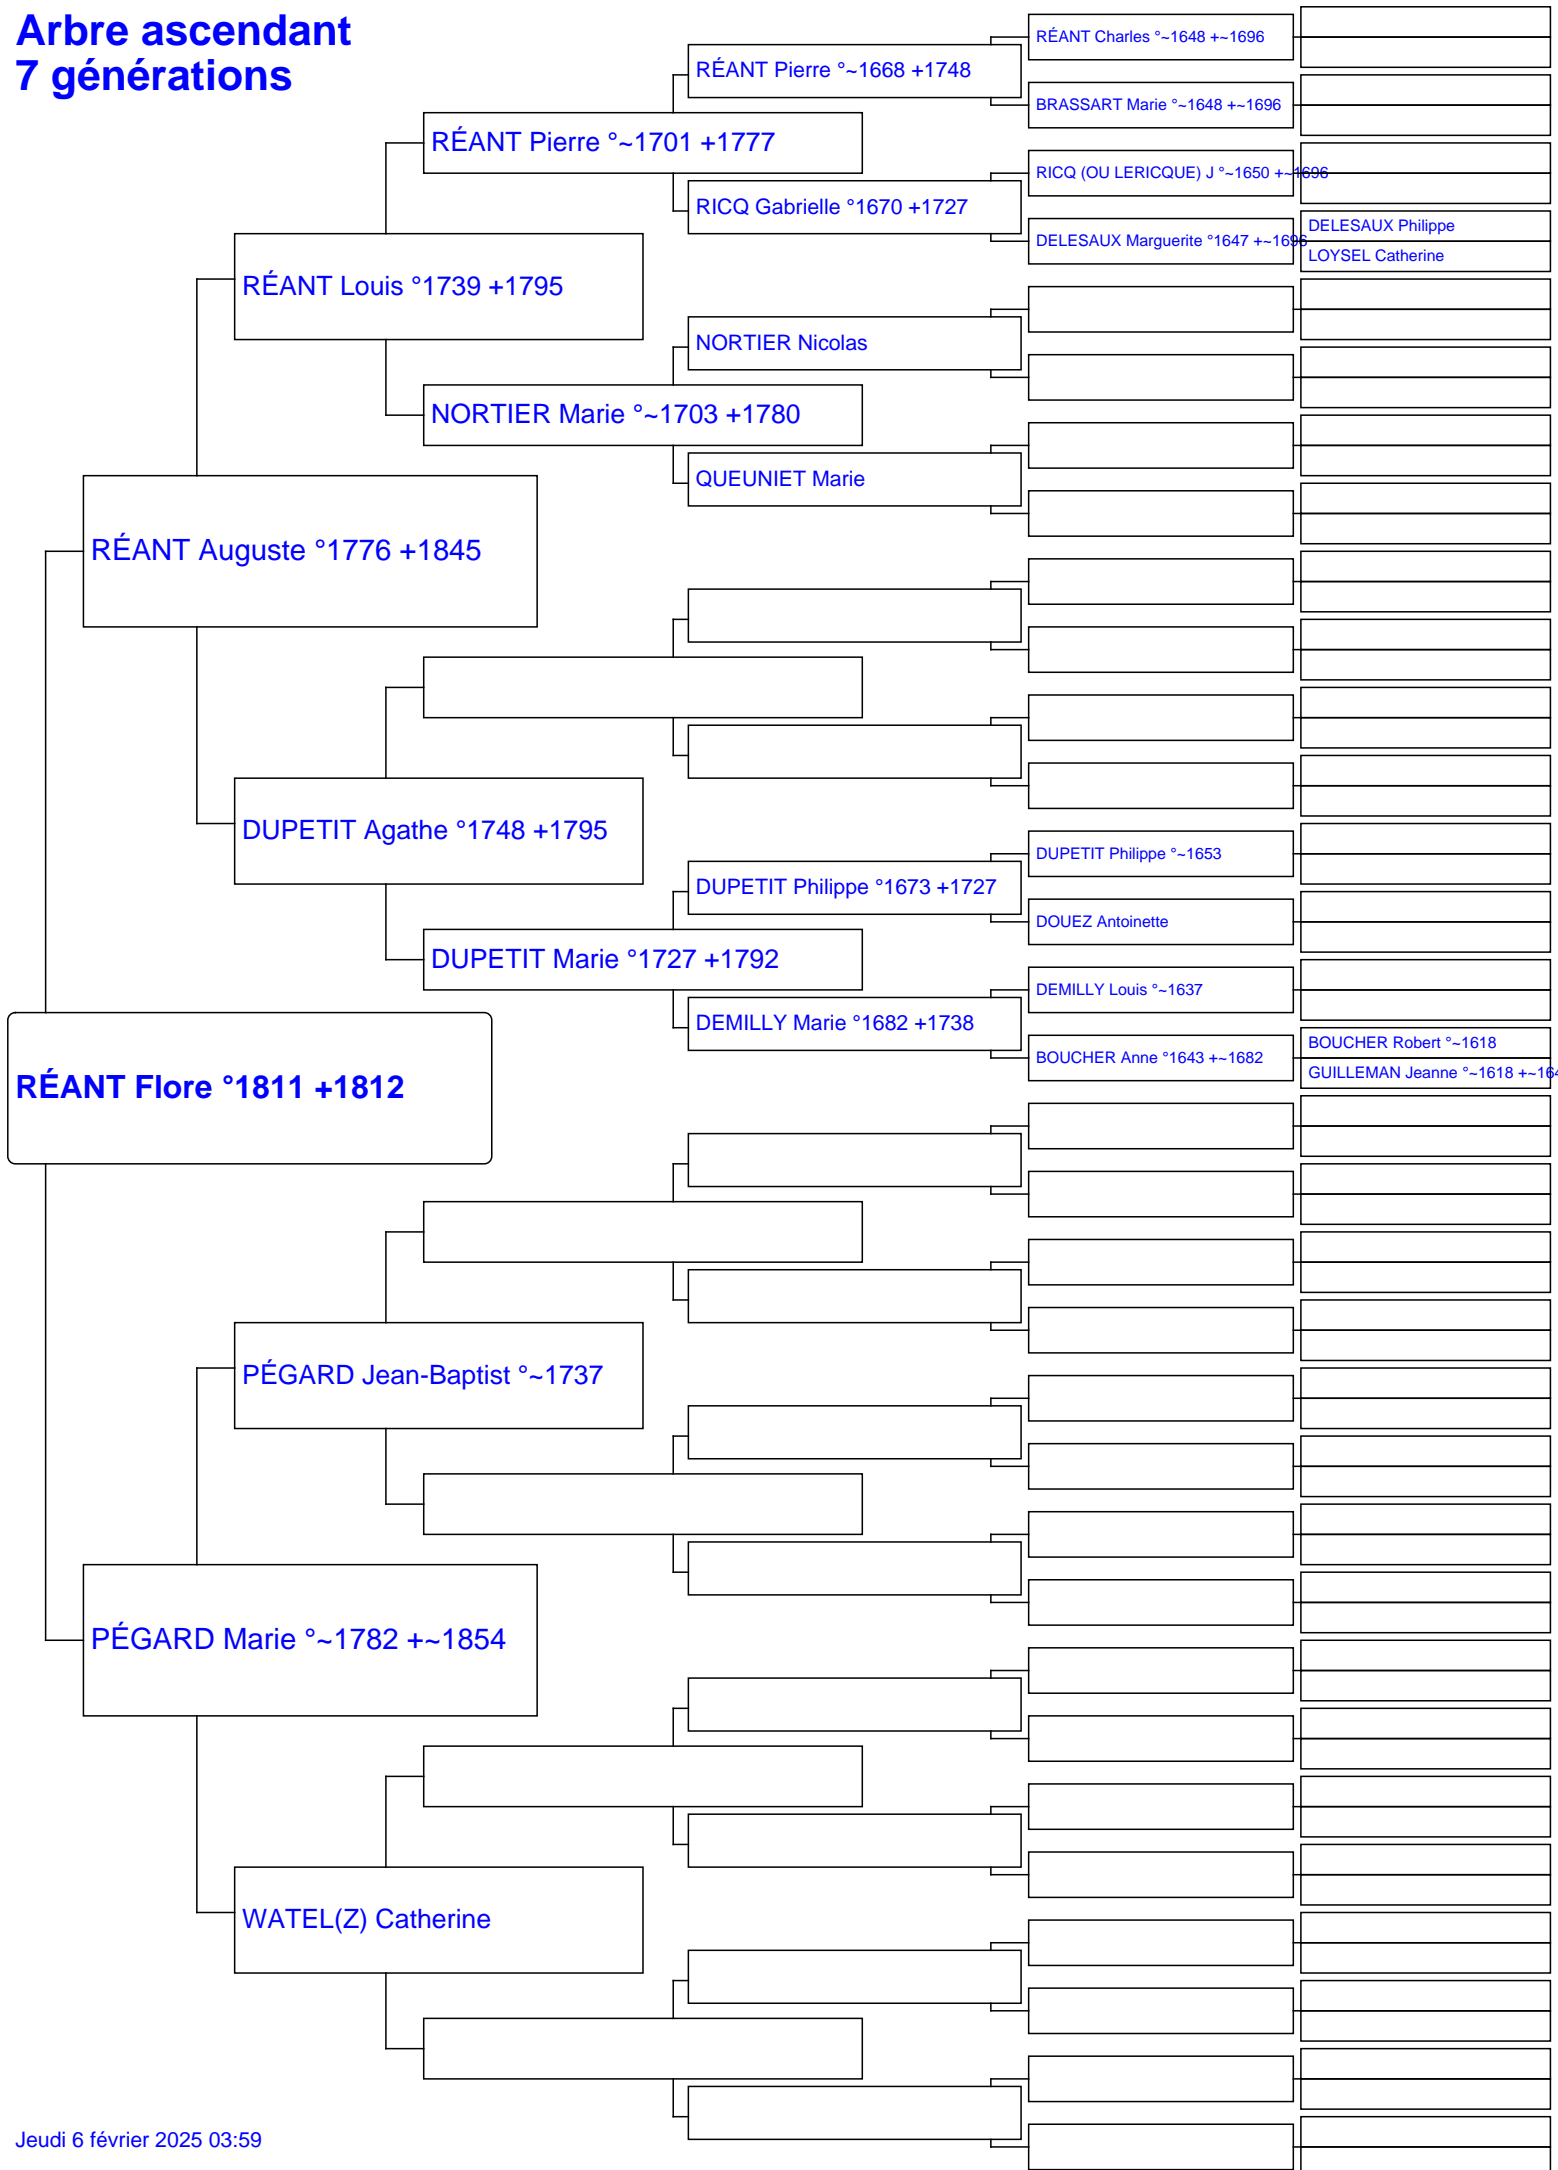 Arbre ascendant
7 générations
RÉANT Charles °~1648 +~1696
RÉANT Pierre °~1668 +1748
BRASSART Marie °~1648 +~1696
RÉANT Pierre °~1701 +1777
RICQ (OU LERICQUE) J °~1650 +~1696
RICQ Gabrielle °1670 +1727
DELESAUX Marguerite °1647 +~1696
DELESAUX Philippe
LOYSEL Catherine
RÉANT Louis °1739 +1795
NORTIER Nicolas
NORTIER Marie °~1703 +1780
QUEUNIET Marie
RÉANT Auguste °1776 +1845
DUPETIT Agathe °1748 +1795
DUPETIT Philippe °~1653
DUPETIT Philippe °1673 +1727
DOUEZ Antoinette
DUPETIT Marie °1727 +1792
DEMILLY Louis °~1637
DEMILLY Marie °1682 +1738
BOUCHER Anne °1643 +~1682
BOUCHER Robert °~1618
GUILLEMAN Jeanne °~1618 +~164
RÉANT Flore °1811 +1812
PÉGARD Jean-Baptist °~1737
PÉGARD Marie °~1782 +~1854
WATEL(Z) Catherine
Jeudi 6 février 2025 03:59